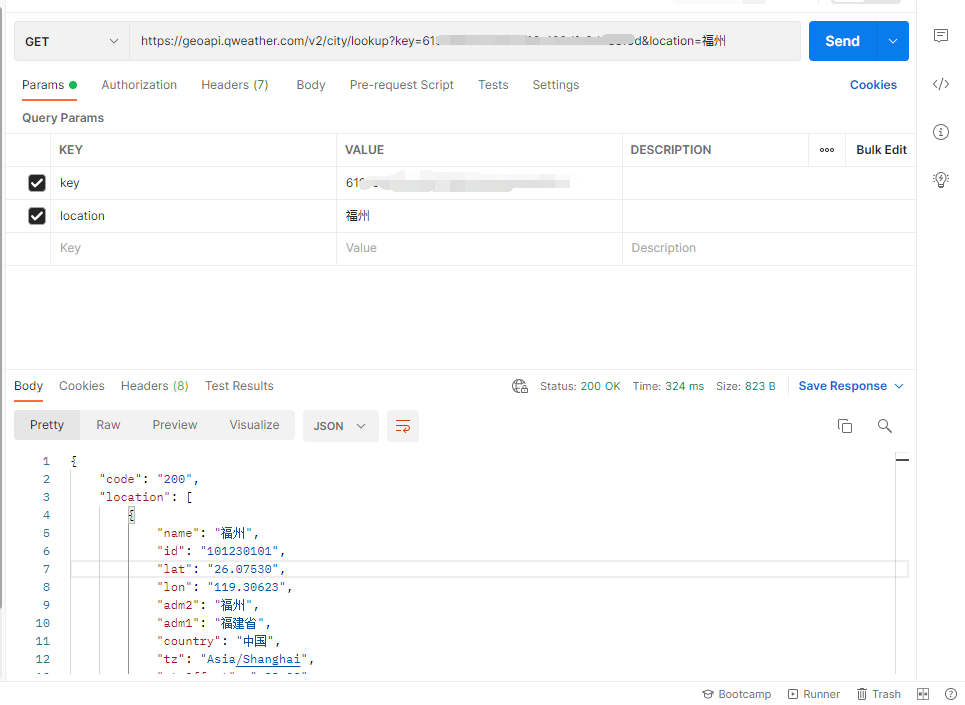 GET
https://geoapi.qweather.com/v2/city/lookup?key=61 d&location=福州
Send
Params Authorization Headers (7) Body Pre-request Script Tests Settings Cookies
Query Params
KEY VALUE DESCRIPTION ooo Bulk Edit
key 61
location 福州
Key Value Description
Body Cookies Headers (8) Test Results Status: 200 OK Time: 324 ms Size: 823 B Save Response
Pretty Raw Preview Visualize JSON
1 {
2 "code": "200",
3 "location": [
4 {
5 "name": "福州",
6 "id": "101230101",
7 "lat": "26.07530",
8 "lon": "119.30623",
9 "adm2": "福州",
10 "adm1": "福建省",
11 "country": "中国",
12 "tz": "Asia/Shanghai",
Bootcamp Runner Trash